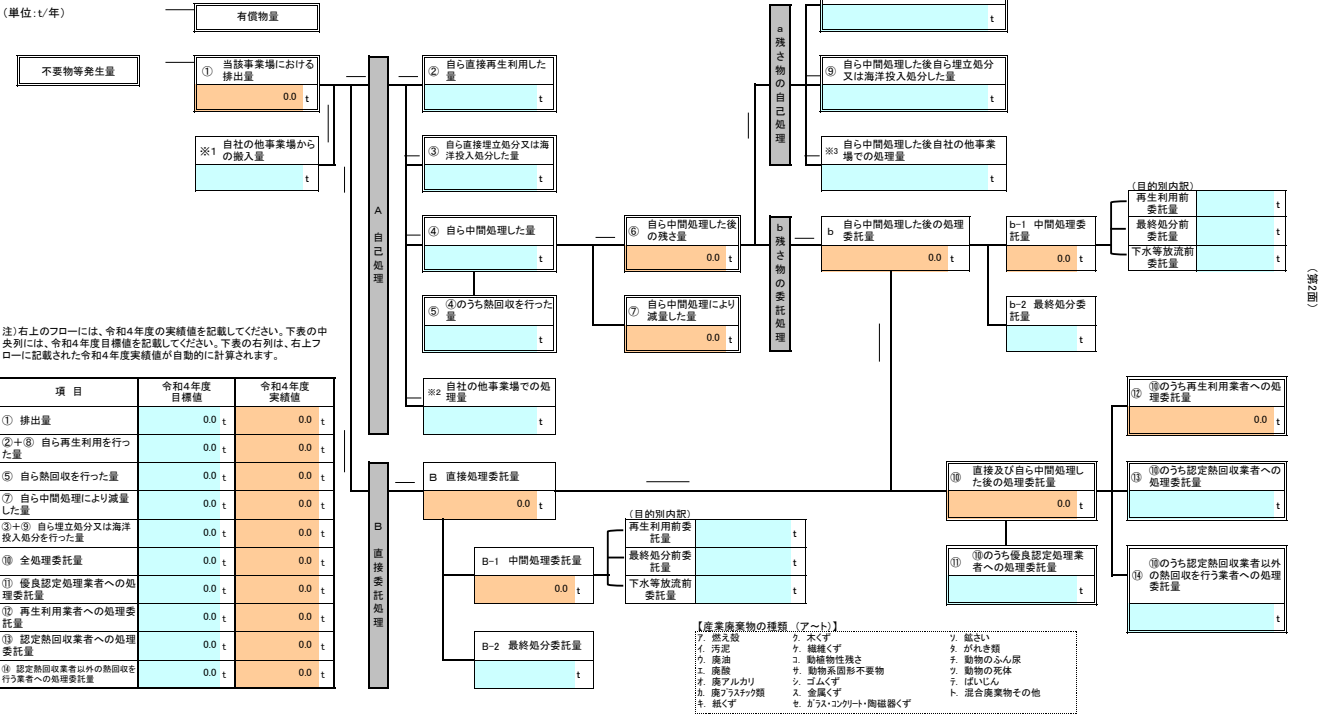 (単位:t/年)
有償物量
不要物等発生量
① 当該事業場における
排出量
0.0 t
※1 自社の他事業場から
の搬入量
t
A 自己処理
② 自ら直接再生利用した
量
t
③ 自ら直接埋立処分又は海
洋投入処分した量
t
④ 自ら中間処理した量
t
⑤ ④のうち熱回収を行った
量
t
※2 自社の他事業場での処
理量
t
⑥ 自ら中間処理した後
の残さ量
0.0 t
⑦ 自ら中間処理により
減量した量
0.0 t
a 残さ物の自己処理
t
⑨ 自ら中間処理した後自ら埋立処分
又は海洋投入処分した量
t
※3 自ら中間処理した後自社の他事業
場での処理量
t
b 残さ物の委託処理
b 自ら中間処理した後の処理
委託量
0.0 t
b-1 中間処理委
託量
0.0 t
b-2 最終処分委
託量
t
(目的別内訳)
再生利用前
委託量
t
最終処分前
委託量
t
下水等放流前
委託量
t
(第2面)
注)右上のフローには、令和4年度の実績値を記載してください。下表の中
央列には、令和4年度目標値を記載してください。下表の右列は、右上フ
ローに記載された令和4年度実績値が自動的に計算されます。
項 目 令和4年度
目標値 令和4年度
実績値
① 排出量 0.0 t 0.0 t
②+⑧ 自ら再生利用を行っ
た量 0.0 t 0.0 t
⑤ 自ら熱回収を行った量 0.0 t 0.0 t
⑦ 自ら中間処理により減量
した量 0.0 t 0.0 t
③+⑨ 自ら埋立処分又は海洋
投入処分を行った量 0.0 t 0.0 t
⑩ 全処理委託量 0.0 t 0.0 t
⑪ 優良認定処理業者への処
理委託量 0.0 t 0.0 t
⑫ 再生利用業者への処理委
託量 0.0 t 0.0 t
⑬ 認定熱回収業者への処理
委託量 0.0 t 0.0 t
⑭ 認定熱回収業者以外の熱回収を
行う業者への処理委託量 0.0 t 0.0 t
B 直接委託処理
B 直接処理委託量
0.0 t
B-1 中間処理委託量
0.0 t
B-2 最終処分委託量
t
(目的別内訳)
再生利用前委
託量
t
最終処分前委
託量
t
下水等放流前
委託量
t
⑩ 直接及び自ら中間処理し
た後の処理委託量
0.0 t
⑪ ⑩のうち優良認定処理業
者への処理委託量
t
⑫ ⑩のうち再生利用業者への処
理委託量
0.0 t
⑬ ⑩のうち認定熱回収業者への
処理委託量
t
⑭ ⑩のうち認定熱回収業者以外
の熱回収を行う業者への処理
委託量
t
【産業廃棄物の種類 (ア~ト)】
ア. 燃え殻 ク. 木くず ソ. 鉱さい
イ. 汚泥 ケ. 繊維くず タ. がれき類
ウ. 廃油 コ. 動植物性残さ チ. 動物のふん尿
エ. 廃酸 サ. 動物系固形不要物 ツ. 動物の死体
オ. 廃アルカリ シ. ゴムくず テ. ばいじん
カ. 廃プラスチック類 ス. 金属くず ト. 混合廃棄物その他
キ. 紙くず セ. ガラス・コンクリート・陶磁器くず